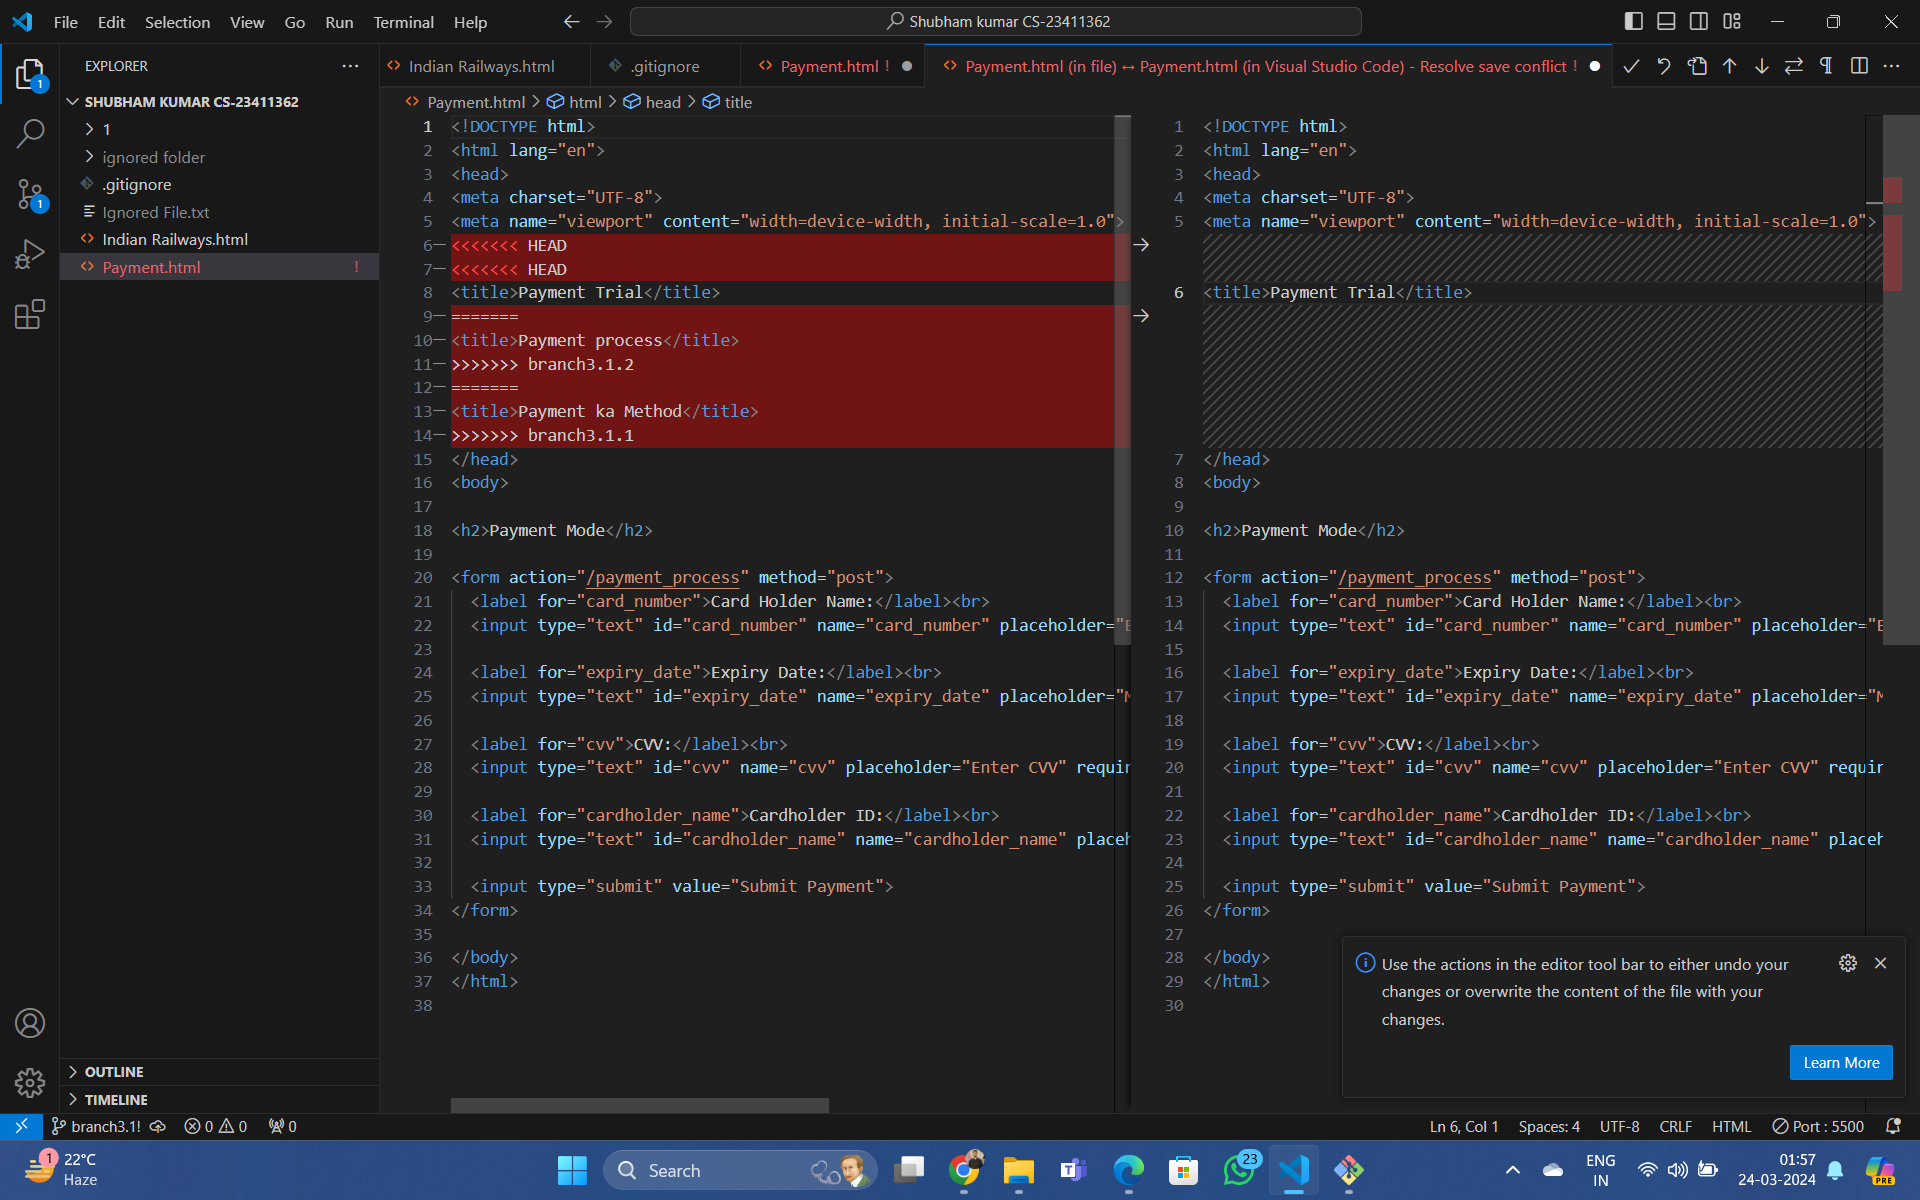 File Edit Selection View Go Run Terminal Help
Shubham kumar CS-23411362
EXPLORER
Indian Railways.html
.gitignore
Payment.html !
Payment.html (in file) ↔ Payment.html (in Visual Studio Code) - Resolve save conflict !
SHUBHAM KUMAR CS-23411362
1
ignored folder
.gitignore
Ignored File.txt
Indian Railways.html
Payment.html !
1
1
OUTLINE
TIMELINE
Payment.html > html > head > title
1 <!DOCTYPE html>
2 <html lang="en">
3 <head>
4 <meta charset="UTF-8">
5 <meta name="viewport" content="width=device-width, initial-scale=1.0">
6 <<<<<<< HEAD
7 <<<<<<< HEAD
8 <title>Payment Trial</title>
9 =======
10 <title>Payment process</title>
11 >>>>>>> branch3.1.2
12 =======
13 <title>Payment ka Method</title>
14 >>>>>>> branch3.1.1
15 </head>
16 <body>
17
18 <h2>Payment Mode</h2>
19
20 <form action="/payment_process" method="post">
21 <label for="card_number">Card Holder Name:</label><br>
22 <input type="text" id="card_number" name="card_number" placeholder="E
23
24 <label for="expiry_date">Expiry Date:</label><br>
25 <input type="text" id="expiry_date" name="expiry_date" placeholder="M
26
27 <label for="cvv">CVV:</label><br>
28 <input type="text" id="cvv" name="cvv" placeholder="Enter CVV" requir
29
30 <label for="cardholder_name">Cardholder ID:</label><br>
31 <input type="text" id="cardholder_name" name="cardholder_name" placeh
32
33 <input type="submit" value="Submit Payment">
34 </form>
35
36 </body>
37 </html>
38
1 <!DOCTYPE html>
2 <html lang="en">
3 <head>
4 <meta charset="UTF-8">
5 <meta name="viewport" content="width=device-width, initial-scale=1.0">
6 <title>Payment Trial</title>
7 </head>
8 <body>
9
10 <h2>Payment Mode</h2>
11
12 <form action="/payment_process" method="post">
13 <label for="card_number">Card Holder Name:</label><br>
14 <input type="text" id="card_number" name="card_number" placeholder="E
15
16 <label for="expiry_date">Expiry Date:</label><br>
17 <input type="text" id="expiry_date" name="expiry_date" placeholder="M
18
19 <label for="cvv">CVV:</label><br>
20 <input type="text" id="cvv" name="cvv" placeholder="Enter CVV" requir
21
22 <label for="cardholder_name">Cardholder ID:</label><br>
23 <input type="text" id="cardholder_name" name="cardholder_name" placeh
24
25 <input type="submit" value="Submit Payment">
26 </form>
27
28 </body>
29 </html>
30
Use the actions in the editor tool bar to either undo your
changes or overwrite the content of the file with your
changes.
Learn More
branch3.1! 0 0 0
Ln 6, Col 1 Spaces: 4 UTF-8 CRLF HTML Port : 5500
1
22°C
Haze
Search
23
ENG
IN
01:57
24-03-2024
PRE